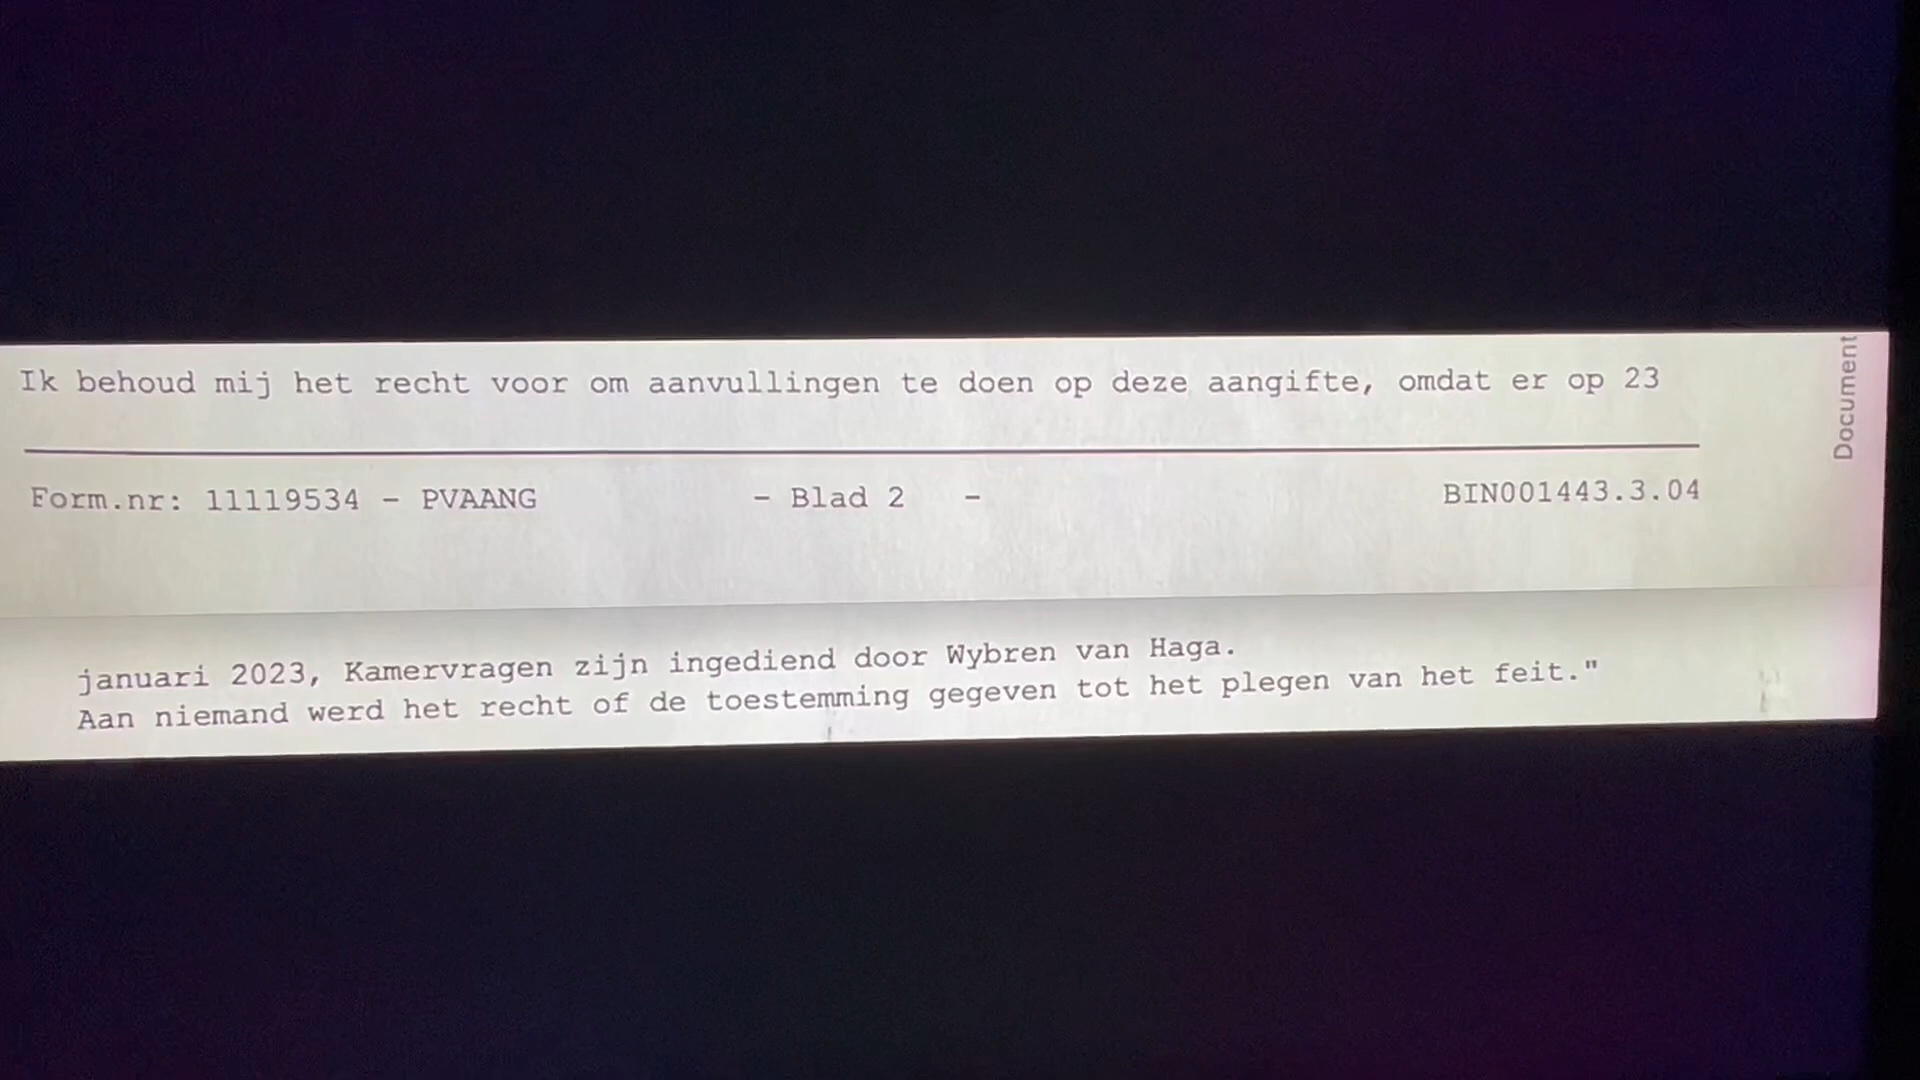 Ik behoud mij het recht voor om aanvullingen te doen op deze aangifte, omdat er op 23
Document
Form.nr: 11119534 - PVAANG - Blad 2 - BIN001443.3.04
januari 2023, Kamervragen zijn ingediend door Wybren van Haga.
Aan niemand werd het recht of de toestemming gegeven tot het plegen van het feit."